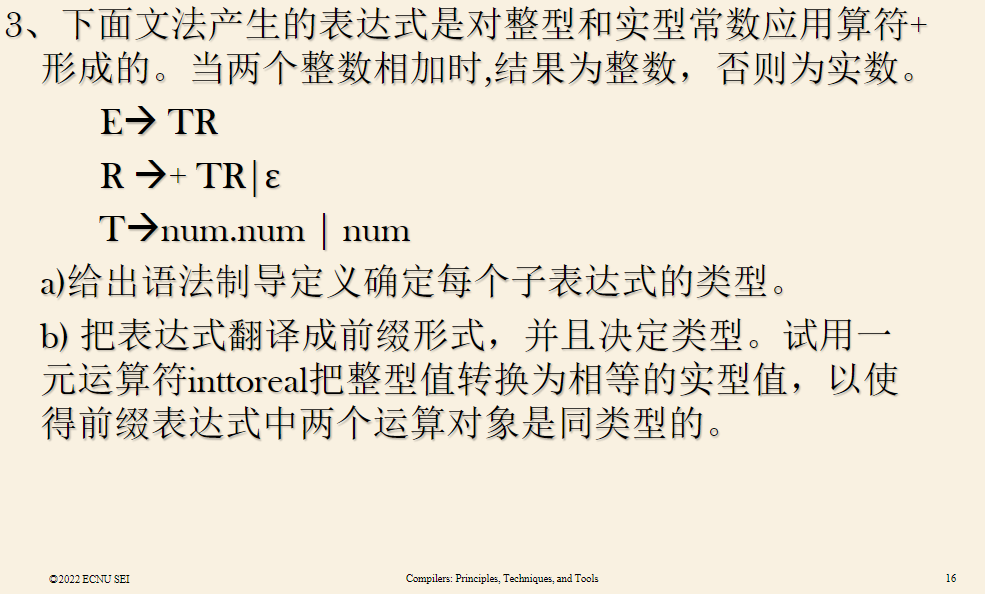 3、下面文法产生的表达式是对整型和实型常数应用算符+
形成的。当两个整数相加时,结果为整数，否则为实数。
E→ TR
R →+ TR|ε
T→num.num | num
a)给出语法制导定义确定每个子表达式的类型。
b) 把表达式翻译成前缀形式，并且决定类型。试用一
元运算符inttoreal把整型值转换为相等的实型值，以使
得前缀表达式中两个运算对象是同类型的。
©2022 ECNU SEI
Compilers: Principles, Techniques, and Tools
16